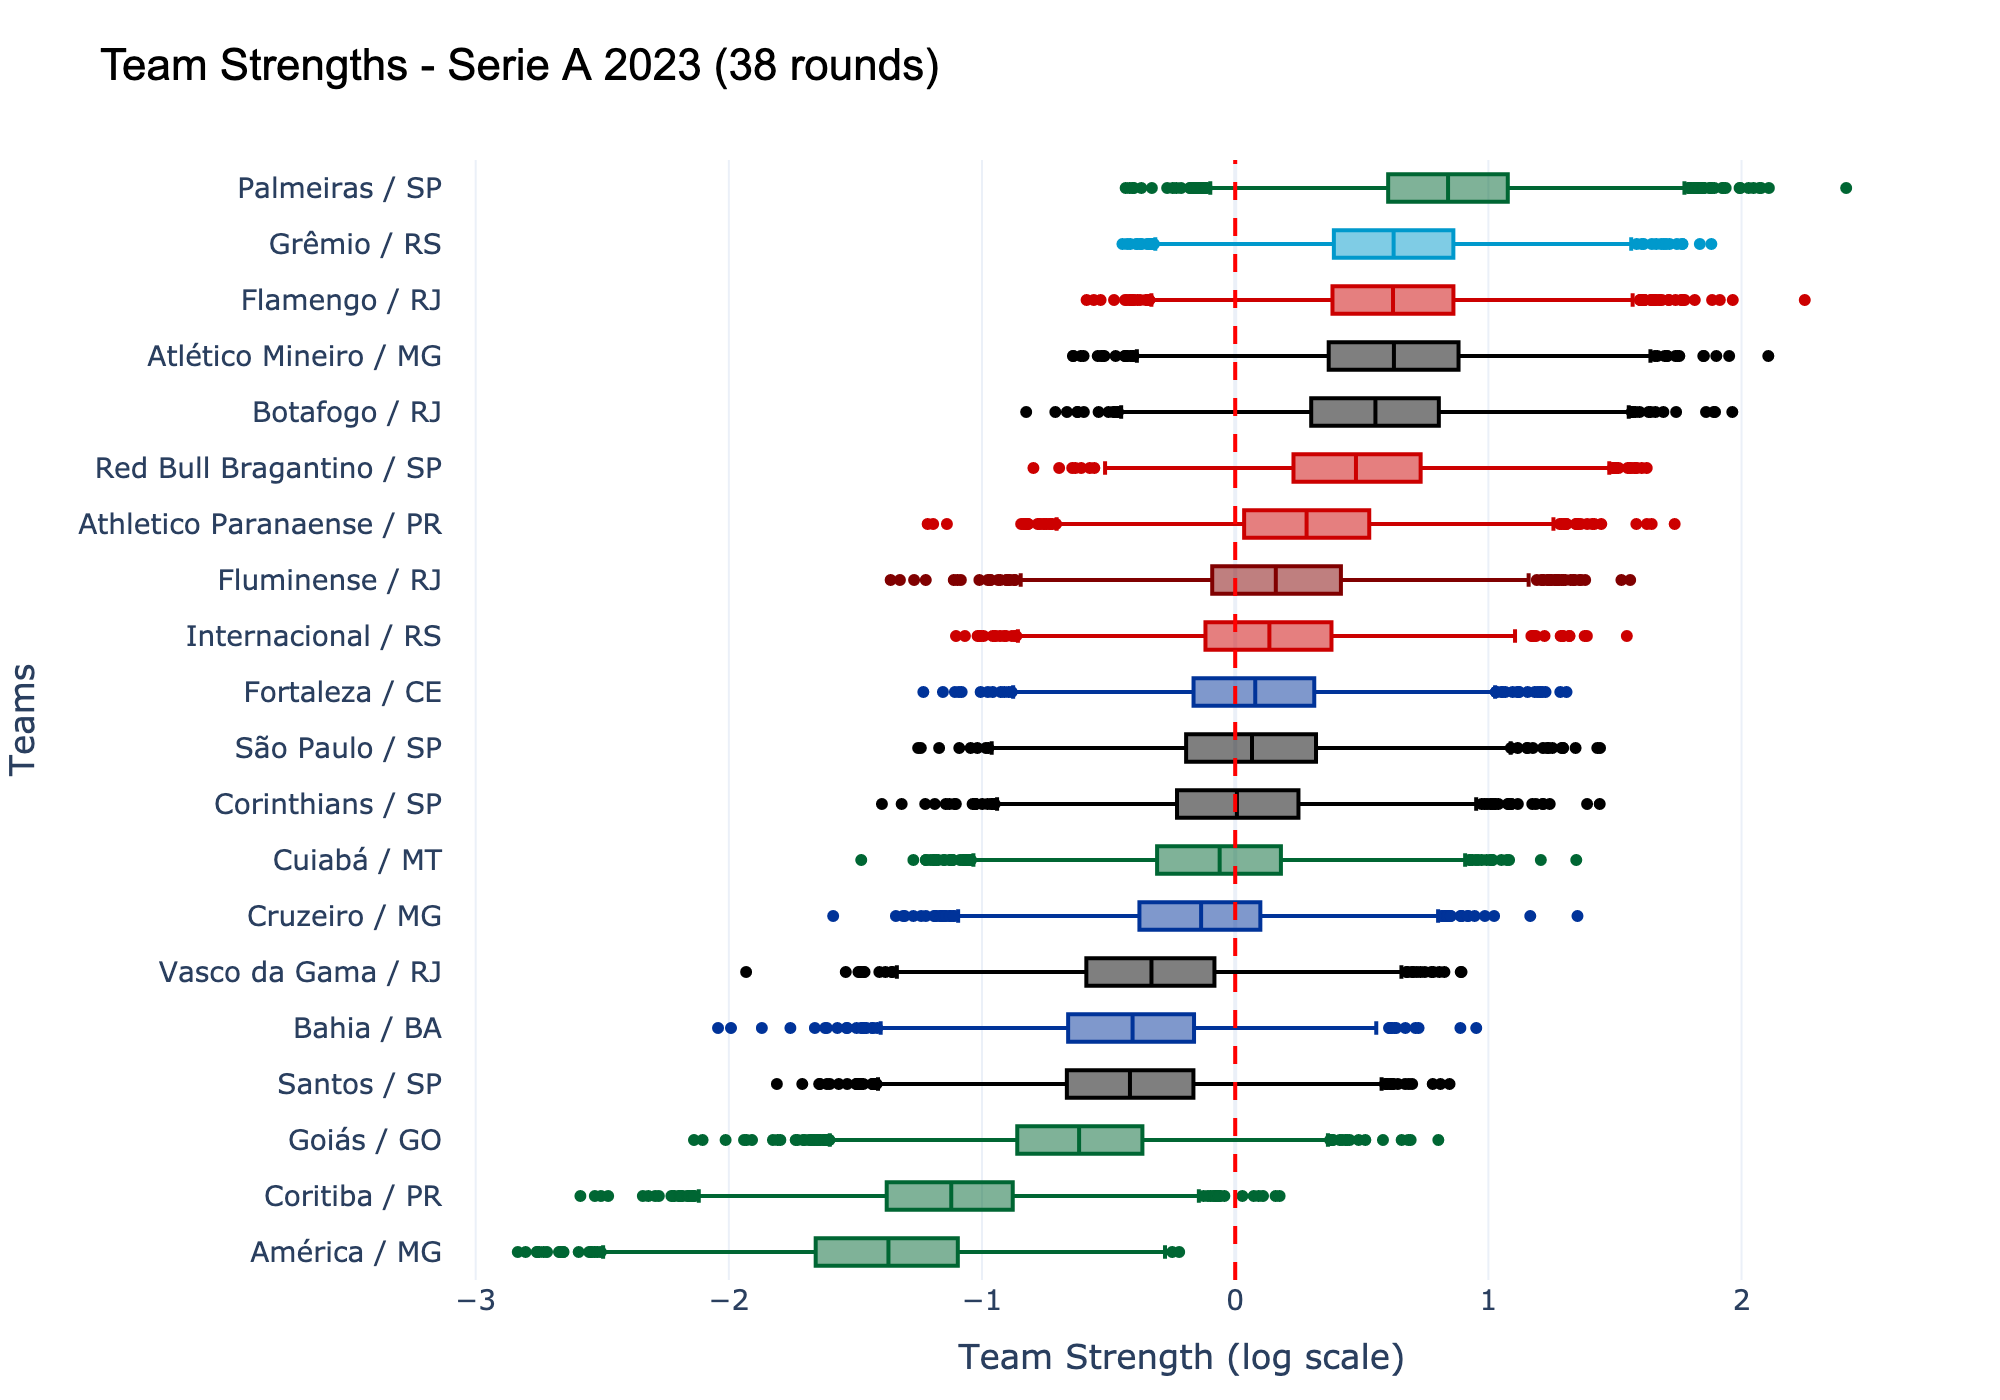 Team Strengths - Serie A 2023 (38 rounds)
Teams
Palmeiras / SP
Grêmio / RS
Flamengo / RJ
Atlético Mineiro / MG
Botafogo / RJ
Red Bull Bragantino / SP
Athletico Paranaense / PR
Fluminense / RJ
Internacional / RS
Fortaleza / CE
São Paulo / SP
Corinthians / SP
Cuiabá / MT
Cruzeiro / MG
Vasco da Gama / RJ
Bahia / BA
Santos / SP
Goiás / GO
Coritiba / PR
América / MG
−3 −2 −1 0 1 2
Team Strength (log scale)